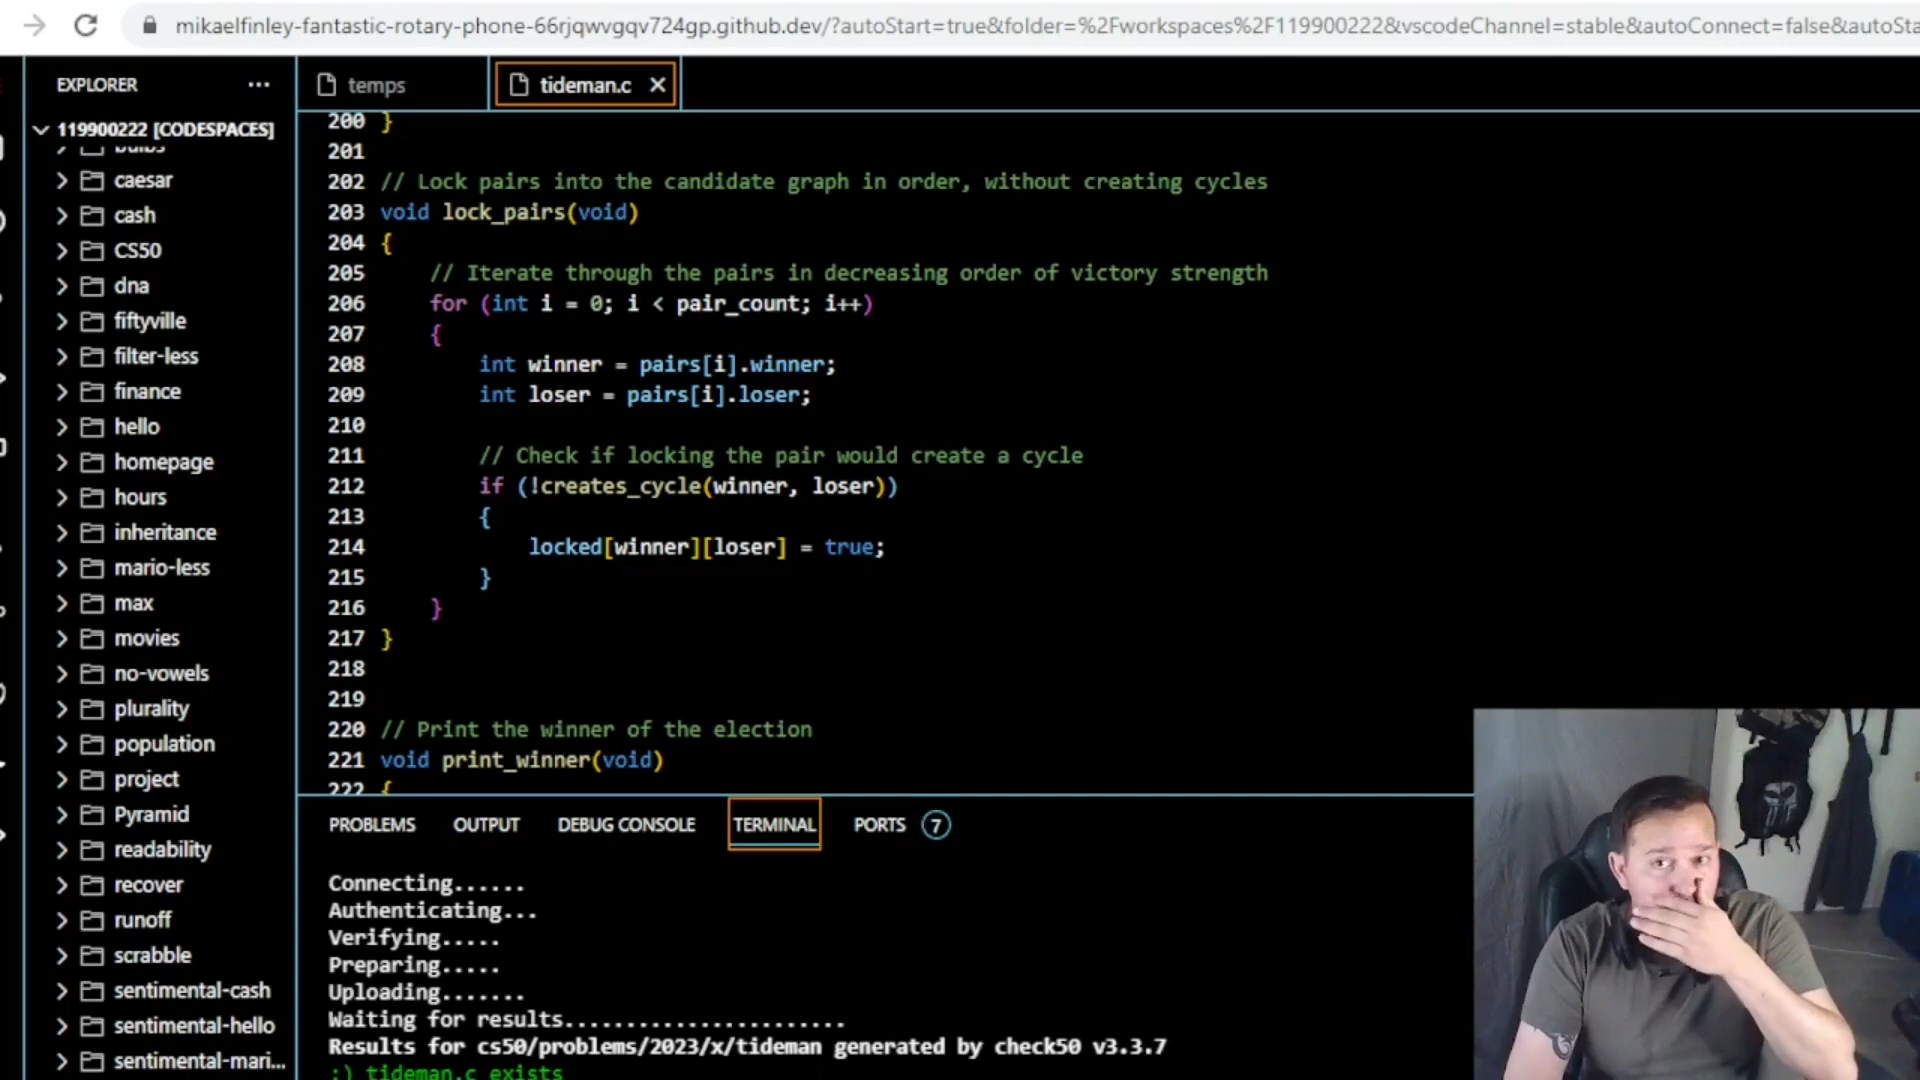 mikaelfinley-fantastic-rotary-phone-66rjqwvgqv724gp.github.dev/?autoStart=true&folder=%2Fworkspaces%2F119900222&vscodeChannel=stable&autoConnect=false&autoSta
EXPLORER ...
119900222 [CODESPACES]
bulbs
caesar
cash
CS50
dna
fiftyville
filter-less
finance
hello
homepage
hours
inheritance
mario-less
max
movies
no-vowels
plurality
population
project
Pyramid
readability
recover
runoff
scrabble
sentimental-cash
sentimental-hello
sentimental-mari...
temps
tideman.c
200 }
201
202 // Lock pairs into the candidate graph in order, without creating cycles
203 void lock_pairs(void)
204 {
205 // Iterate through the pairs in decreasing order of victory strength
206 for (int i = 0; i < pair_count; i++)
207 {
208 int winner = pairs[i].winner;
209 int loser = pairs[i].loser;
210
211 // Check if locking the pair would create a cycle
212 if (!creates_cycle(winner, loser))
213 {
214 locked[winner][loser] = true;
215 }
216 }
217 }
218
219
220 // Print the winner of the election
221 void print_winner(void)
222 {
PROBLEMS OUTPUT DEBUG CONSOLE TERMINAL PORTS 7
Connecting......
Authenticating...
Verifying.....
Preparing.....
Uploading.......
Waiting for results.......................
Results for cs50/problems/2023/x/tideman generated by check50 v3.3.7
:) tideman.c exists